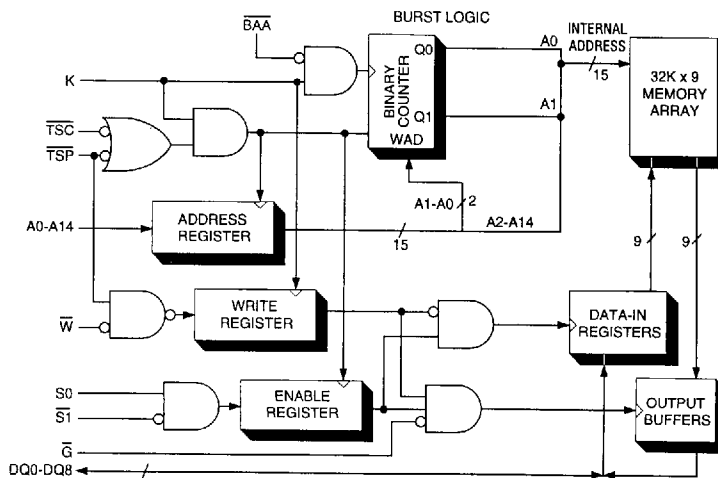 BURST LOGIC
BAA
K
TSC
TSP
A0-A14
W
S0
S1
G
DQ0-DQ8
BINARY
COUNTER
Q0
Q1
WAD
A0
A1
INTERNAL
ADDRESS
15
32K x 9
MEMORY
ARRAY
A1-A0
2
A2-A14
ADDRESS
REGISTER
15
9
9
WRITE
REGISTER
DATA-IN
REGISTERS
ENABLE
REGISTER
OUTPUT
BUFFERS